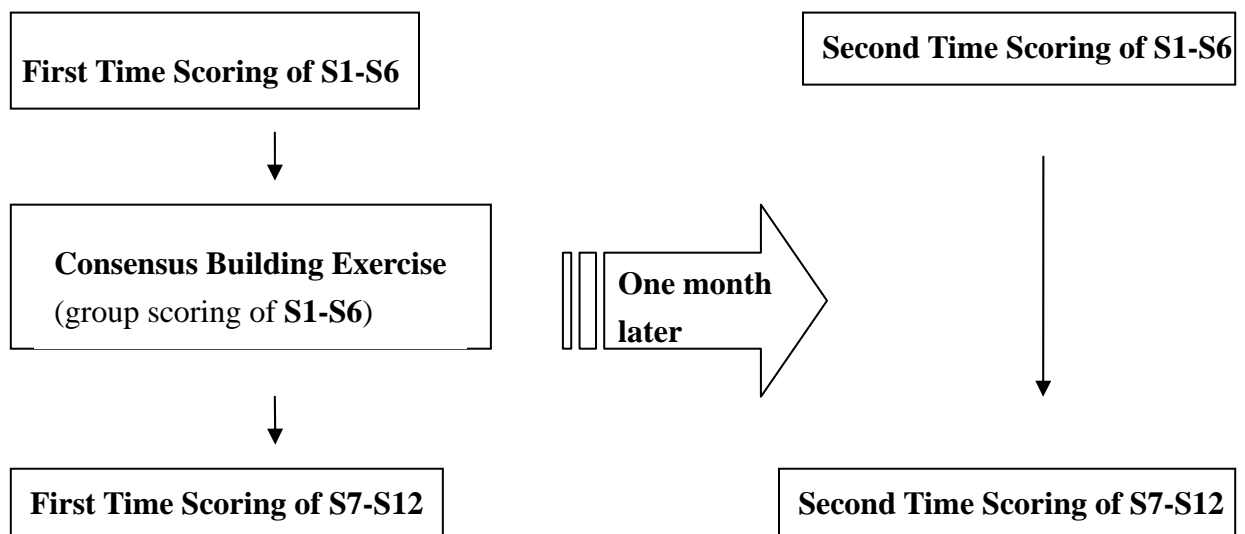 First Time Scoring of S1-S6
Consensus Building Exercise
(group scoring of S1-S6)
First Time Scoring of S7-S12
One month
later
Second Time Scoring of S1-S6
Second Time Scoring of S7-S12